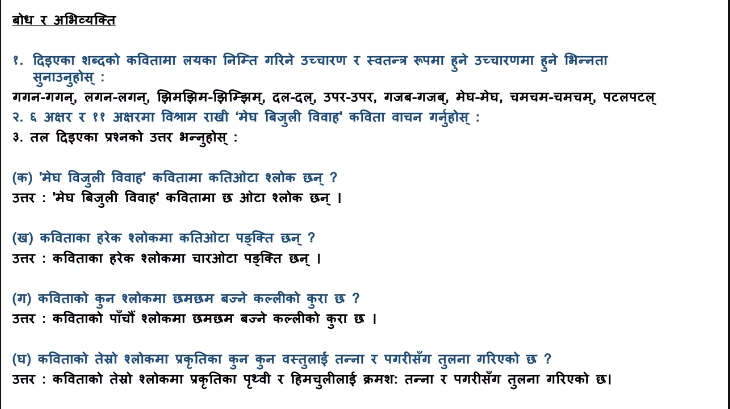 बोध र अभिव्यक्ति
१. दिइएका शब्दको कवितामा लयका निम्ति गरिने उच्चारण र स्वतन्त्र रूपमा हुने उच्चारणमा हुने भिन्नता
सुनाउनुहोस् :
गगन-गगन्, लगन-लगन्, झिमझिम-झिम्झिम्, दल-दल्, उपर-उपर, गजब-गजब्, मेघ-मेघ, चमचम-चमचम्, पटलपटल्
२. ६ अक्षर र ११ अक्षरमा विश्राम राखी 'मेघ बिजुली विवाह' कविता वाचन गर्नुहोस् :
३. तल दिइएका प्रश्नको उत्तर भन्नुहोस् :
(क) 'मेघ विजुली विवाह' कवितामा कतिओटा श्लोक छन् ?
उत्तर : 'मेघ बिजुली विवाह' कवितामा छ ओटा श्लोक छन् ।
(ख) कविताका हरेक श्लोकमा कतिओटा पङ्क्ति छन् ?
उत्तर : कविताका हरेक श्लोकमा चारओटा पङ्क्ति छन् ।
(ग) कविताको कुन श्लोकमा छमछम बज्ने कल्लीको कुरा छ ?
उत्तर : कविताको पाँचौं श्लोकमा छमछम बज्ने कल्लीको कुरा छ ।
(घ) कविताको तेस्रो श्लोकमा प्रकृतिका कुन कुन वस्तुलाई तन्ना र पगरीसँग तुलना गरिएको छ ?
उत्तर : कविताको तेस्रो श्लोकमा प्रकृतिका पृथ्वी र हिमचुलीलाई क्रमश: तन्ना र पगरीसँग तुलना गरिएको छ।